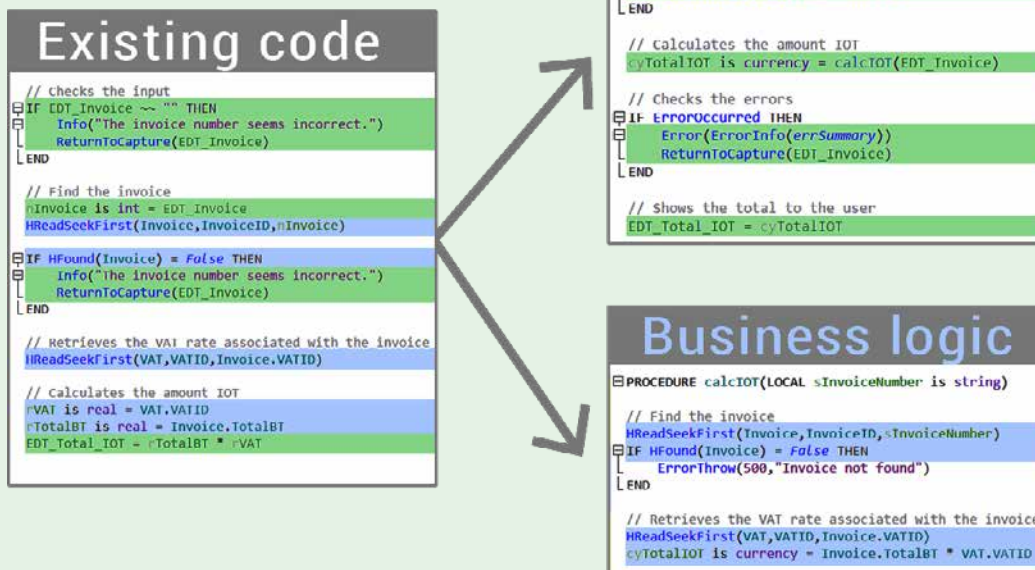 Existing code
// Checks the input
IF EDT_Invoice ~~ "" THEN
Info("The invoice number seems incorrect.")
ReturnToCapture(EDT_Invoice)
END
// Find the invoice
nInvoice is int = EDT_Invoice
HReadSeekFirst(Invoice,InvoiceID,nInvoice)
IF HFound(Invoice) = False THEN
Info("The invoice number seems incorrect.")
ReturnToCapture(EDT_Invoice)
END
// Retrieves the VAT rate associated with the invoice
HReadSeekFirst(VAT,VATID,Invoice.VATID)
// Calculates the amount IOT
rVAT is real = VAT.VATID
rTotalBT is real = Invoice.TotalBT
EDT_Total_IOT = rTotalBT * rVAT
END
// Calculates the amount IOT
cyTotalIOT is currency = calcIOT(EDT_Invoice)
// Checks the errors
IF ErrorOccurred THEN
Error(ErrorInfo(errSummary))
ReturnToCapture(EDT_Invoice)
END
// Shows the total to the user
EDT_Total_IOT = cyTotalIOT
Business logic
PROCEDURE calcIOT(LOCAL sInvoiceNumber is string)
// Find the invoice
HReadSeekFirst(Invoice,InvoiceID,sInvoiceNumber)
IF HFound(Invoice) = False THEN
ErrorThrow(500,"Invoice not found")
END
// Retrieves the VAT rate associated with the invoice
HReadSeekFirst(VAT,VATID,Invoice.VATID)
cyTotalIOT is currency = Invoice.TotalBT * VAT.VATID